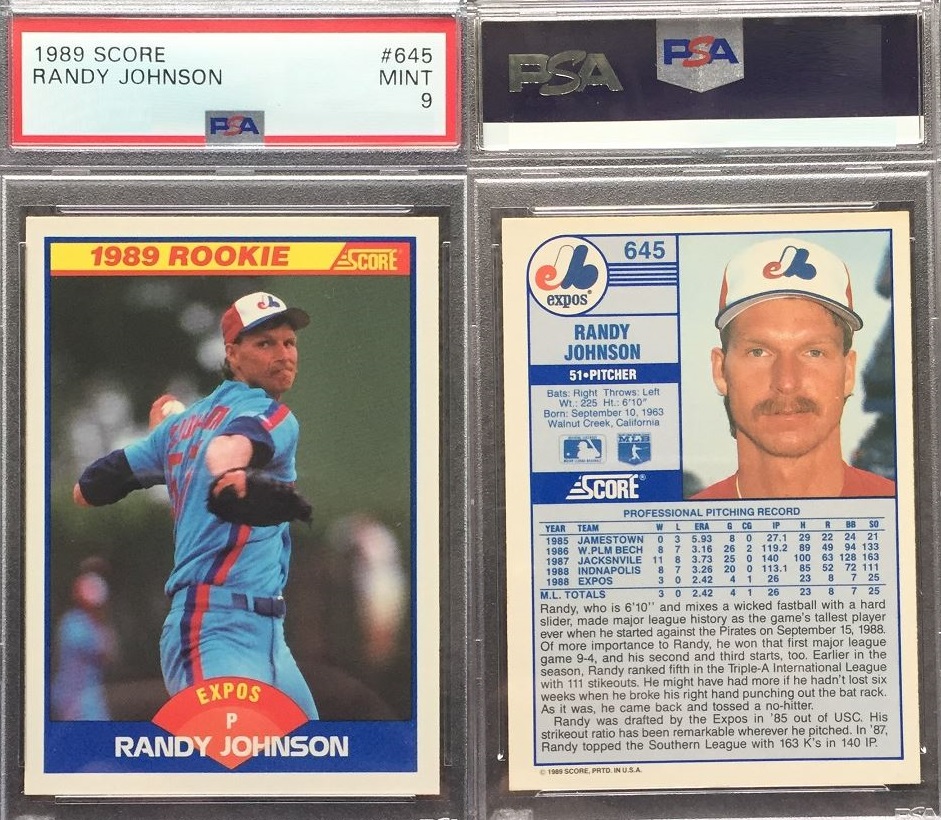 1989 SCORE #645
RANDY JOHNSON MINT
9
PSA
PSA
PSA
1989 ROOKIE
SCORE
EXPOS
P
RANDY JOHNSON
expos
645
RANDY
JOHNSON
51•PITCHER
Bats: Right Throws: Left
Wt.: 225 Ht.: 6'10"
Born: September 10, 1963
Walnut Creek, California
MLB
SCORE®
PROFESSIONAL PITCHING RECORD
YEAR TEAM W L ERA G CG IP H R BB SO
1985 JAMESTOWN 0 3 5.93 8 0 27.1 29 22 24 21
1986 W.PLM BECH 8 7 3.16 26 2 119.2 89 49 94 133
1987 JACKSNVILE 11 8 3.73 25 0 140 100 63 128 163
1988 INDNAPOLIS 8 7 3.26 20 0 113.1 85 52 72 111
1988 EXPOS 3 0 2.42 4 1 26 23 8 7 25
M.L. TOTALS 3 0 2.42 4 1 26 23 8 7 25
Randy, who is 6'10'' and mixes a wicked fastball with a hard
slider, made major league history as the game's tallest player
ever when he started against the Pirates on September 15, 1988.
Of more importance to Randy, he won that first major league
game 9-4, and his second and third starts, too. Earlier in the
season, Randy ranked fifth in the Triple-A International League
with 111 stikeouts. He might have had more if he hadn't lost six
weeks when he broke his right hand punching out the bat rack.
As it was, he came back and tossed a no-hitter.
Randy was drafted by the Expos in '85 out of USC. His
strikeout ratio has been remarkable wherever he pitched. In '87,
Randy topped the Southern League with 163 K's in 140 IP.
© 1989 SCORE, PRTD. IN U.S.A.
PSA